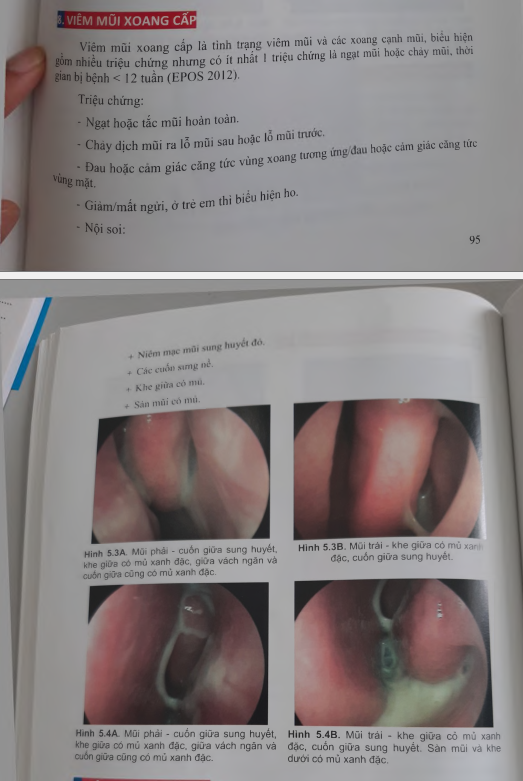 8. VIÊM MŨI XOANG CẤP
Viêm mũi xoang cấp là tình trạng viêm mũi và các xoang cạnh mũi, biểu hiện
gồm nhiều triệu chứng nhưng có ít nhất 1 triệu chứng là ngạt mũi hoặc chảy mũi, thời
gian bị bệnh < 12 tuần (EPOS 2012).
Triệu chứng:
- Ngạt hoặc tắc mũi hoàn toàn.
- Chảy dịch mũi ra lỗ mũi sau hoặc lỗ mũi trước.
- Đau hoặc cảm giác căng tức vùng xoang tương ứng/đau hoặc cảm giác căng tức
vùng mặt.
- Giảm/mất ngửi, ở trẻ em thì biểu hiện ho.
- Nội soi:
95
+ Niêm mạc mũi sung huyết đỏ.
+ Các cuốn sưng nề.
+ Khe giữa có mủ.
+ Sàn mũi có mủ.
Hình 5.3A. Mũi phải - cuốn giữa sung huyết,
khe giữa có mủ xanh đặc, giữa vách ngăn và
cuốn giữa cũng có mủ xanh đặc.
Hình 5.3B. Mũi trái - khe giữa có mủ xanh
đặc, cuốn giữa sung huyết.
Hình 5.4A. Mũi phải - cuốn giữa sung huyết,
khe giữa có mủ xanh đặc, giữa vách ngăn và
cuốn giữa cũng có mủ xanh đặc.
Hình 5.4B. Mũi trái - khe giữa có mủ xanh
đặc, cuốn giữa sung huyết. Sàn mũi và khe
dưới có mủ xanh đặc.